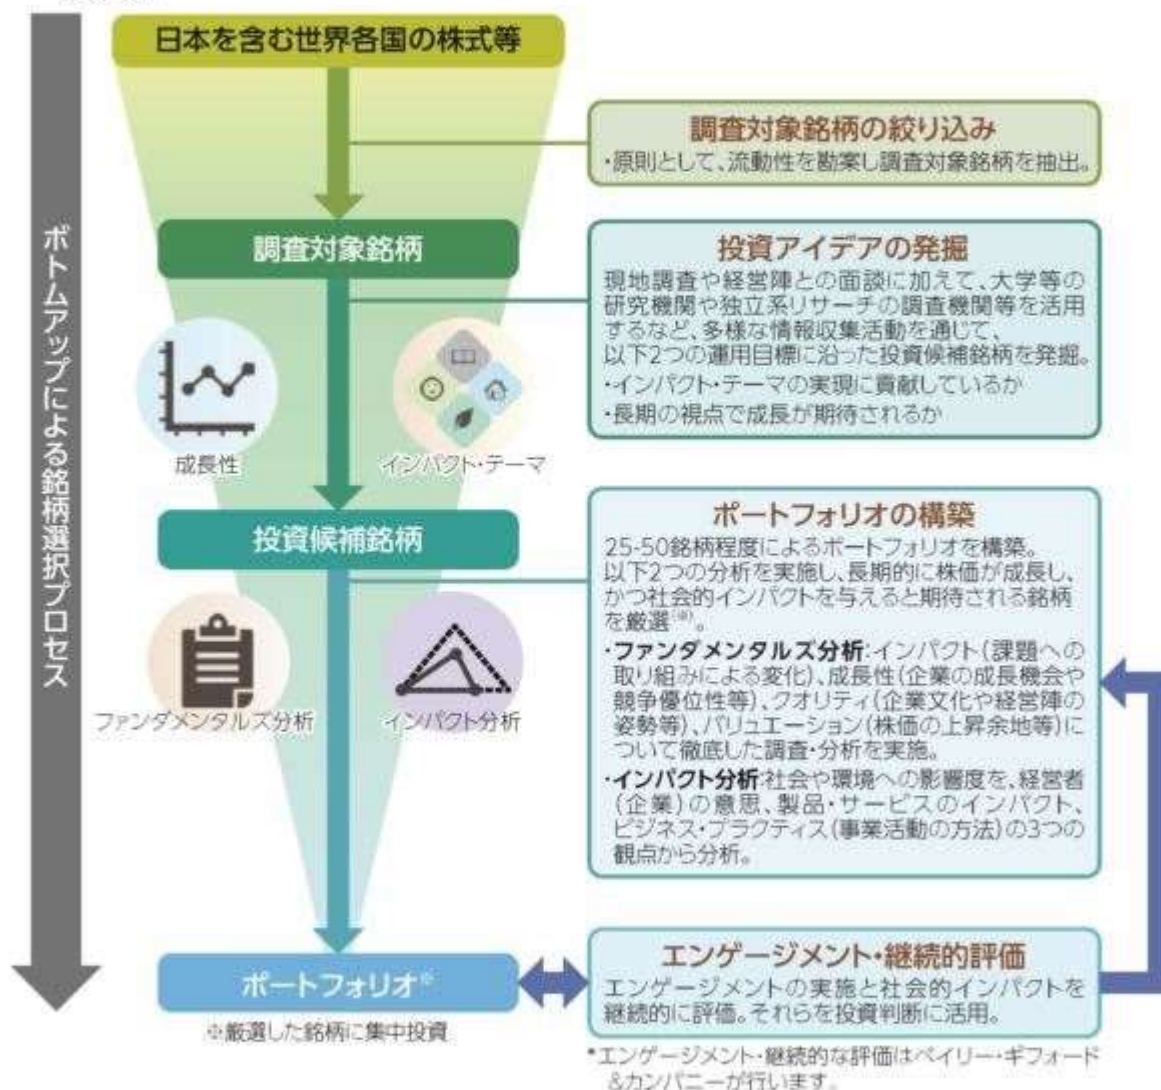 日本を含む世界各国の株式等
調査対象銘柄の絞り込み
・原則として、流動性を勘案し調査対象銘柄を抽出。
ボトムアップによる銘柄選択プロセス
調査対象銘柄
投資アイデアの発掘
現地調査や経営陣との面談に加えて、大学等の
研究機関や独立系リサーチの調査機関等を活用
するなど、多様な情報収集活動を通じて、
以下2つの運用目標に沿った投資候補銘柄を発掘。
・インパクト・テーマの実現に貢献しているか
・長期の視点で成長が期待されるか
成長性
インパクト・テーマ
投資候補銘柄
ポートフォリオの構築
25-50銘柄程度によるポートフォリオを構築。
以下2つの分析を実施し、長期的に株価が成長し、
かつ社会的インパクトを与えると期待される銘柄
を厳選(※)。
・ファンダメンタルズ分析:インパクト(課題への
取り組みによる変化)、成長性(企業の成長機会や
競争優位性等)、クオリティ(企業文化や経営陣の
姿勢等)、バリュエーション(株価の上昇余地等)に
ついて徹底した調査・分析を実施。
・インパクト分析:社会や環境への影響度を、経営者
(企業)の意思、製品・サービスのインパクト、
ビジネス・プラクティス(事業活動の方法)の3つの
観点から分析。
ファンダメンタルズ分析
インパクト分析
ポートフォリオ※
※厳選した銘柄に集中投資
エンゲージメント・継続的評価
エンゲージメントの実施と社会的インパクトを
継続的に評価。それらを投資判断に活用。
*エンゲージメント・継続的な評価はベイリー・ギフォード
&カンパニーが行います。